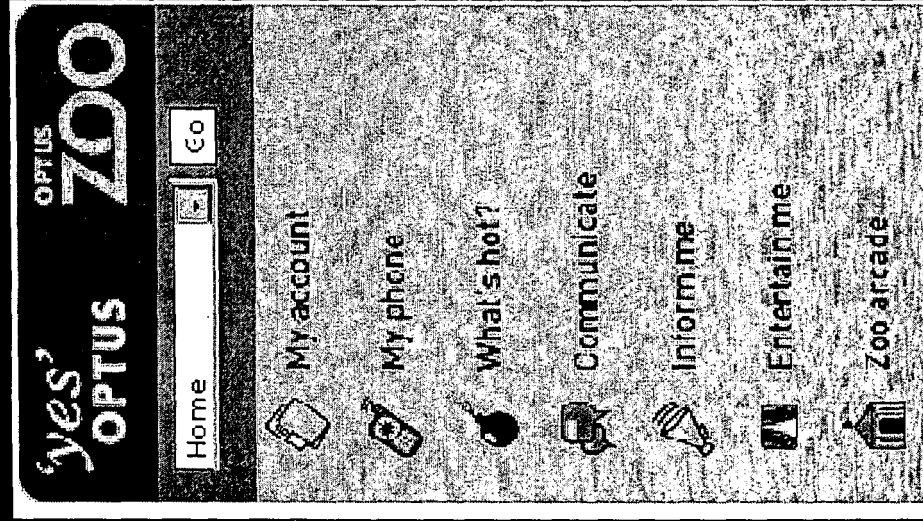 'yes'
OPTUS
OPTUS
ZOO
Home
Go
My account
My phone
What's hot?
Communicate
Inform me
Entertain me
Zoo arcade